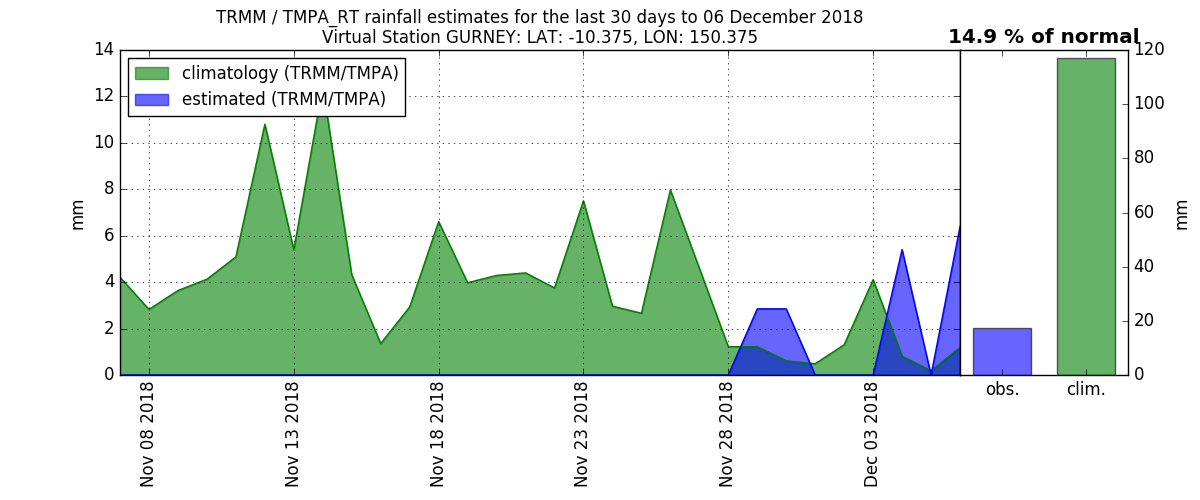 TRMM / TMPA_RT rainfall estimates for the last 30 days to 06 December 2018
Virtual Station GURNEY: LAT: -10.375, LON: 150.375
14.9 % of normal
climatology (TRMM/TMPA)
estimated (TRMM/TMPA)
mm
14
12
10
8
6
4
2
0
Nov 08 2018
Nov 13 2018
Nov 18 2018
Nov 23 2018
Nov 28 2018
Dec 03 2018
120
100
80
60
40
20
0
mm
obs.
clim.